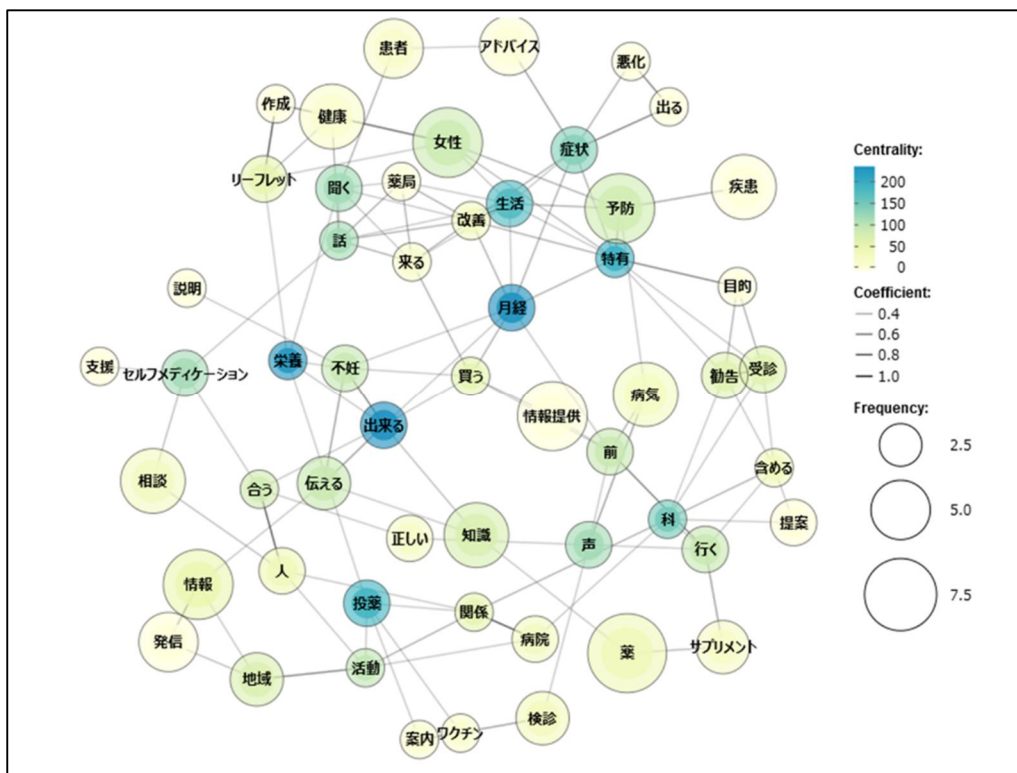 患者
アドバイス
悪化
出る
作成
健康
女性
症状
リーフレット
聞く
薬局
生活
予防
疾患
改善
話
来る
特有
目的
説明
月経
支援
セルフメディケーション
栄養
不妊
買う
勧告
受診
病気
情報提供
出来る
前
相談
合う
伝える
含める
科
提案
正しい
知識
声
行く
情報
人
投薬
関係
病院
発信
地域
活動
薬
サプリメント
案内
ワクチン
検診
Centrality:
200
150
100
50
0
Coefficient:
0.4
0.6
0.8
1.0
Frequency:
2.5
5.0
7.5